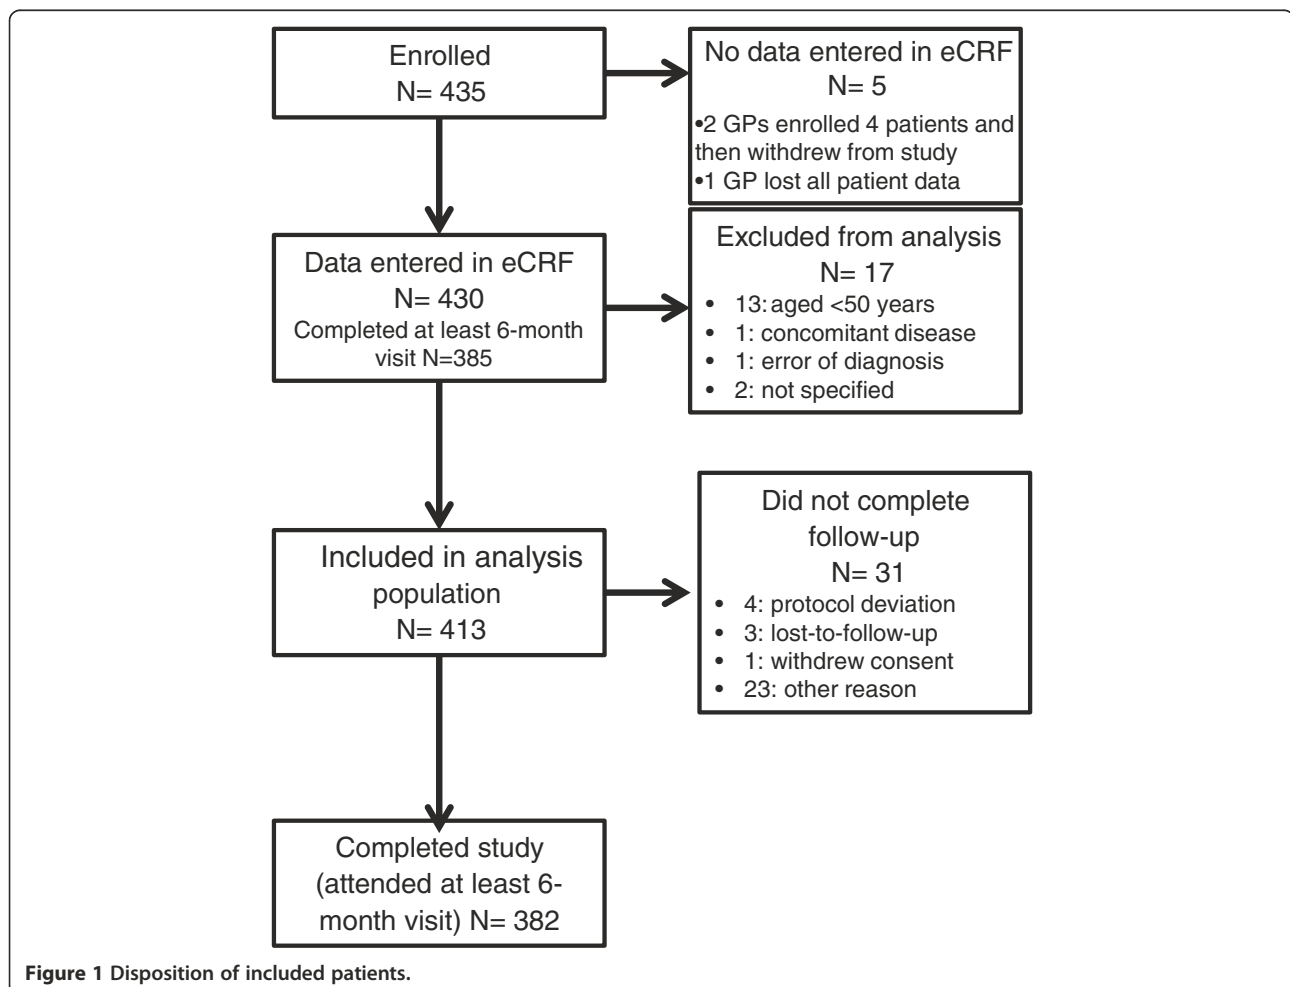 Enrolled
N= 435
No data entered in eCRF
N= 5
•2 GPs enrolled 4 patients and
then withdrew from study
•1 GP lost all patient data
Data entered in eCRF
N= 430
Completed at least 6-month
visit N=385
Excluded from analysis
N= 17
• 13: aged <50 years
• 1: concomitant disease
• 1: error of diagnosis
• 2: not specified
Included in analysis
population
N= 413
Did not complete
follow-up
N= 31
• 4: protocol deviation
• 3: lost-to-follow-up
• 1: withdrew consent
• 23: other reason
Completed study
(attended at least 6-
month visit) N= 382
Figure 1 Disposition of included patients.